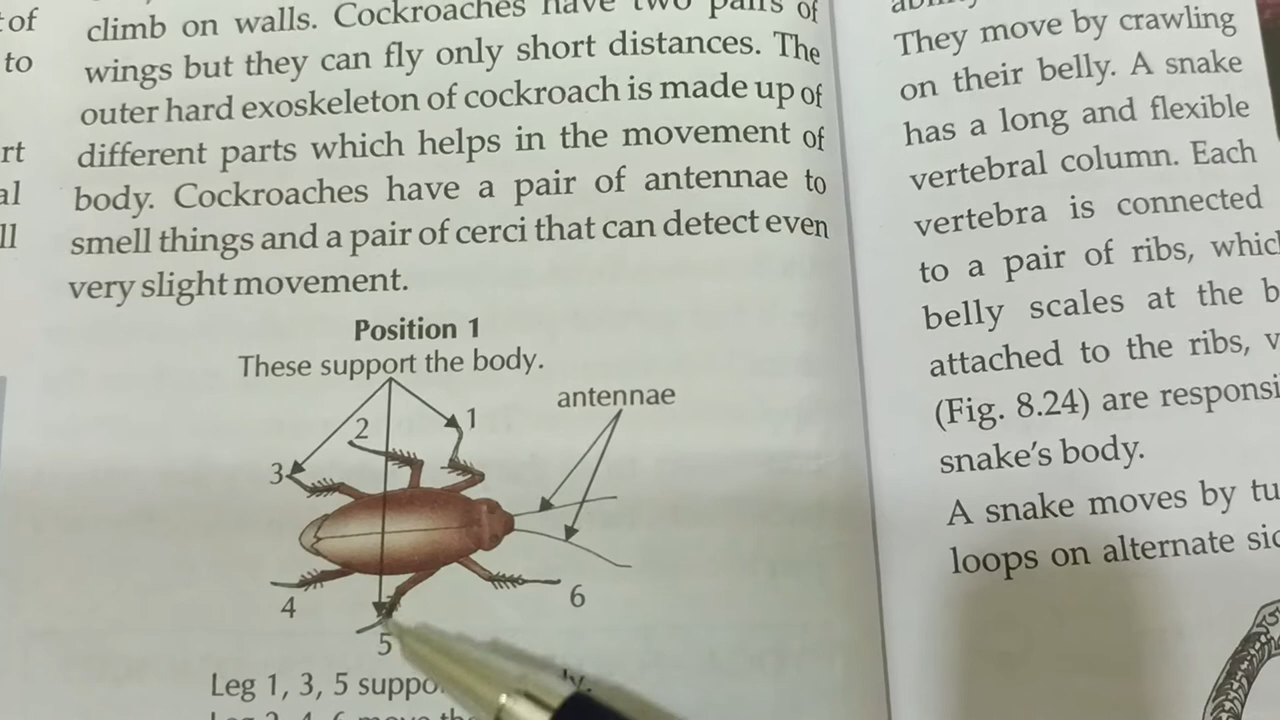 of
to
rt
al
ll
climb on walls. Cockroaches have two pairs of
wings but they can fly only short distances. The
outer hard exoskeleton of cockroach is made up of
different parts which helps in the movement of
body. Cockroaches have a pair of antennae to
smell things and a pair of cerci that can detect even
very slight movement.
Position 1
These support the body.
antennae
1
2
3
4
5
6
Leg 1, 3, 5 suppo
They move by crawling
on their belly. A snake
has a long and flexible
vertebral column. Each
vertebra is connected
to a pair of ribs, whic
belly scales at the b
attached to the ribs,
(Fig. 8.24) are responsi
snake's body.
A snake moves by tu
loops on alternate sid